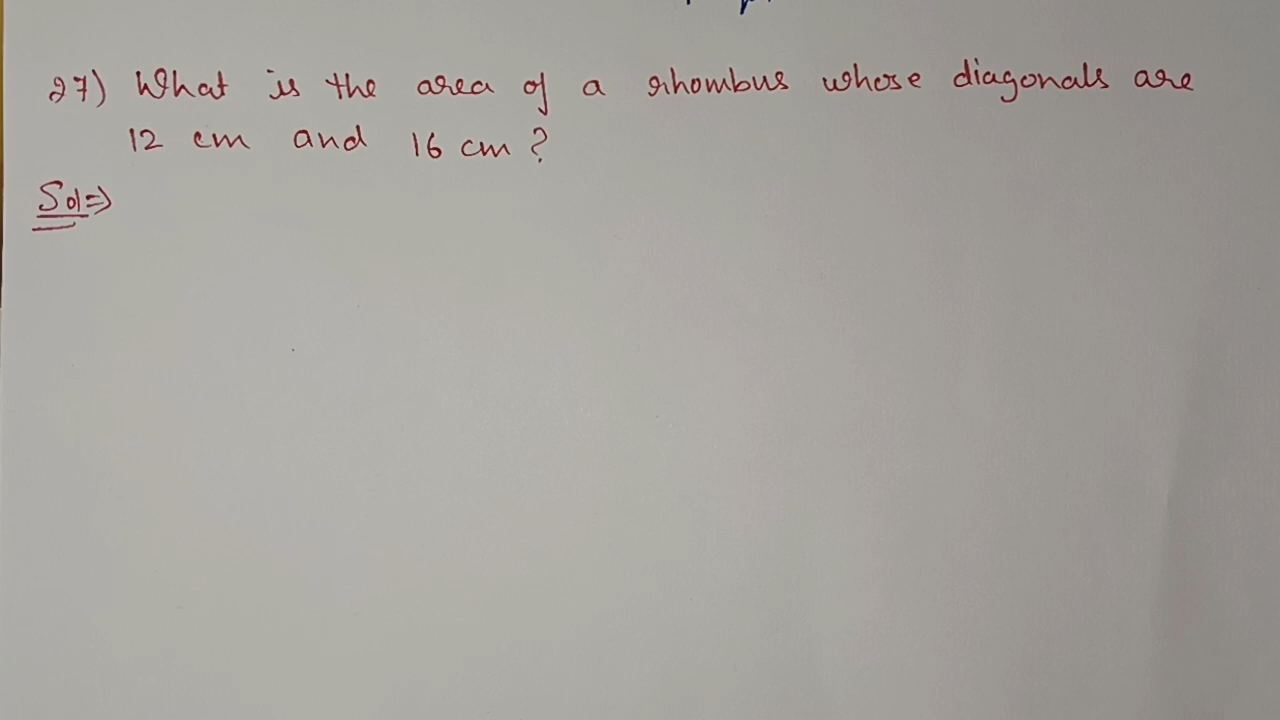 27) What is the area of a rhombus whose diagonals are
12 cm and 16 cm ?
Sol⇒